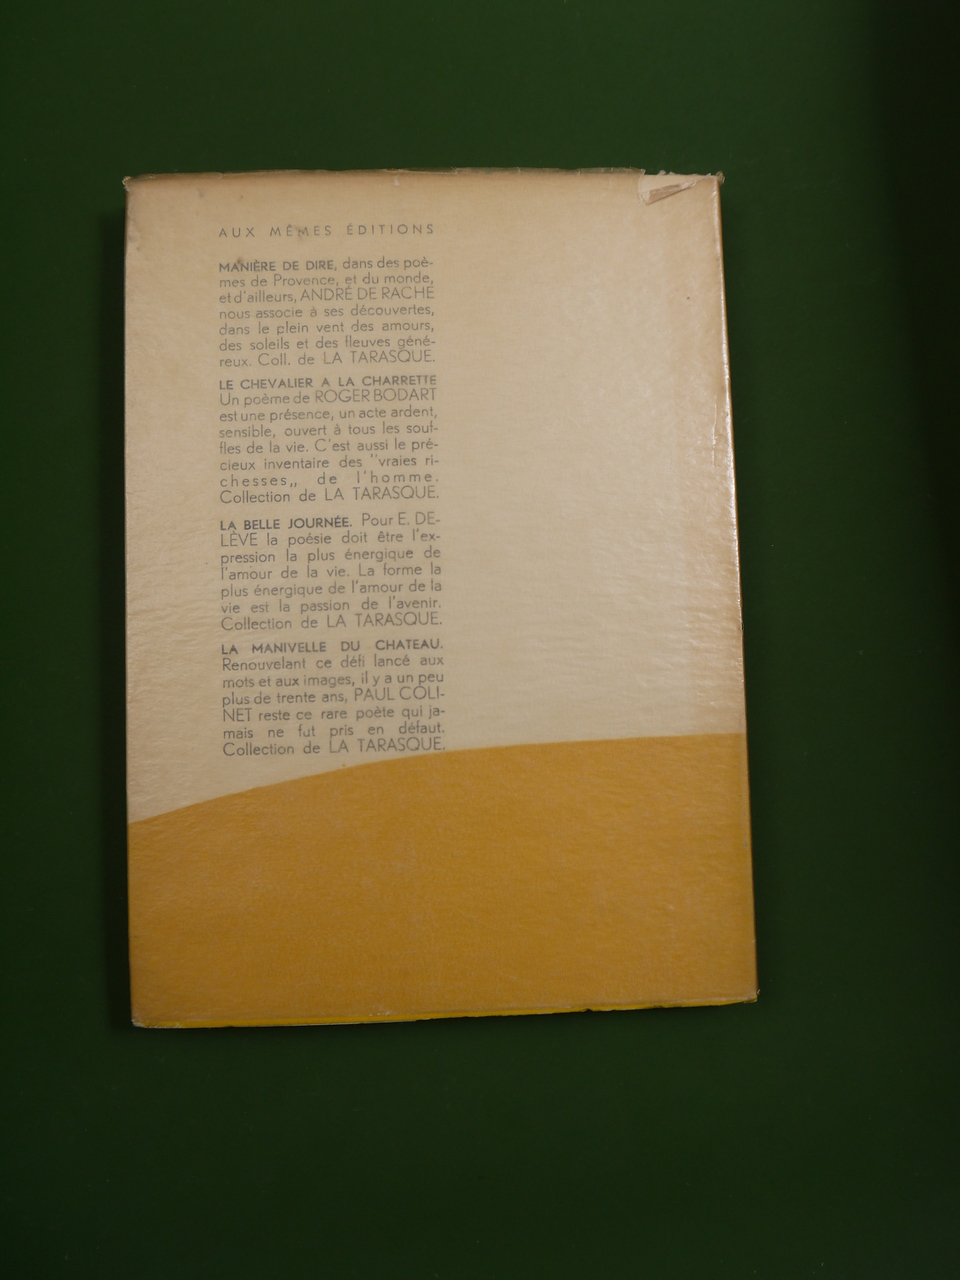 AUX MÊMES ÉDITIONS
MANIÈRE DE DIRE, dans des poè-
mes de Provence, et du monde,
et d'ailleurs, ANDRÉ DE RACHE
nous associe à ses découvertes,
dans le plein vent des amours,
des soleils et des fleuves géné-
reux. Coll. de LA TARASQUE.
LE CHEVALIER A LA CHARRETTE
Un poème de ROGER BODART
est une présence, un acte ardent,
sensible, ouvert à tous les souf-
fles de la vie. C'est aussi le pré-
cieux inventaire des "vraies ri-
chesses„ de l'homme.
Collection de LA TARASQUE.
LA BELLE JOURNÉE. Pour E. DE-
LÈVE la poésie doit être l'ex-
pression la plus énergique de
l'amour de la vie. La forme la
plus énergique de l'amour de la
vie est la passion de l'avenir.
Collection de LA TARASQUE.
LA MANIVELLE DU CHATEAU.
Renouvelant ce défi lancé aux
mots et aux images, il y a un peu
plus de trente ans, PAUL COLI-
NET reste ce rare poète qui ja-
mais ne fut pris en défaut.
Collection de LA TARASQUE.